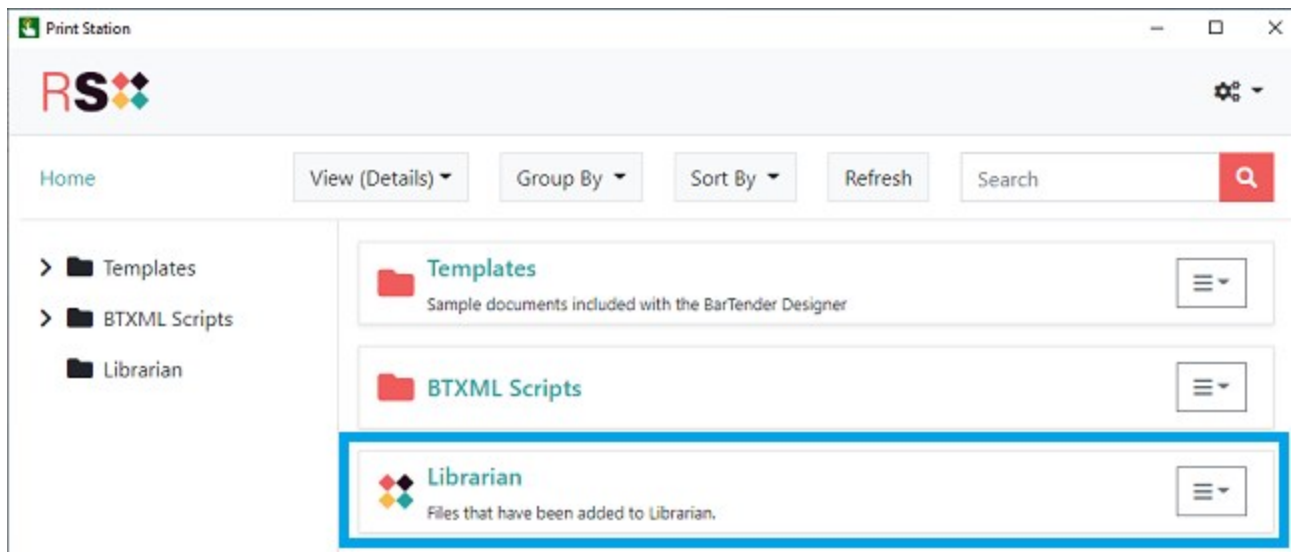 Print Station
RS
Home
View (Details)
Group By
Sort By
Refresh
Search
Templates
BTXML Scripts
Librarian
Templates
Sample documents included with the BarTender Designer
BTXML Scripts
Librarian
Files that have been added to Librarian.